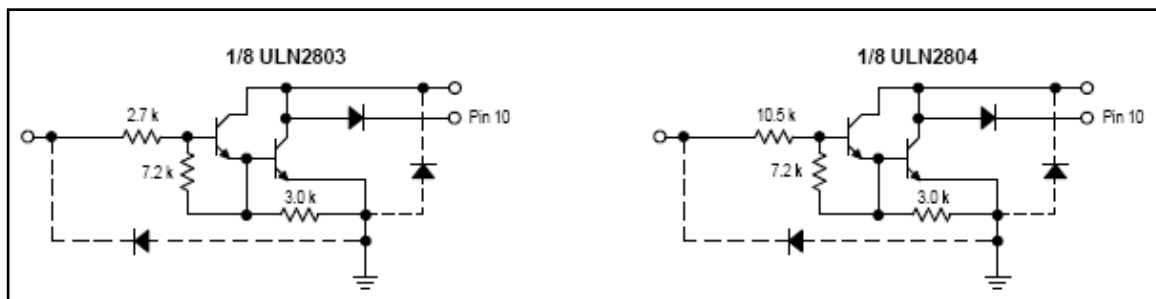 1/8 ULN2803
2.7 k
7.2 k
3.0 k
Pin 10
1/8 ULN2804
10.5 k
7.2 k
3.0 k
Pin 10